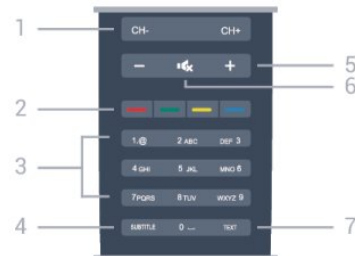 1 CH- CH+
− + 5
6
2
1.@ 2 ABC DEF 3
3 4 GHI 5 JKL MNO 6
7PQRS 8 TUV WXYZ 9
4 SUBTITLE 0 ⎵ TEXT 7